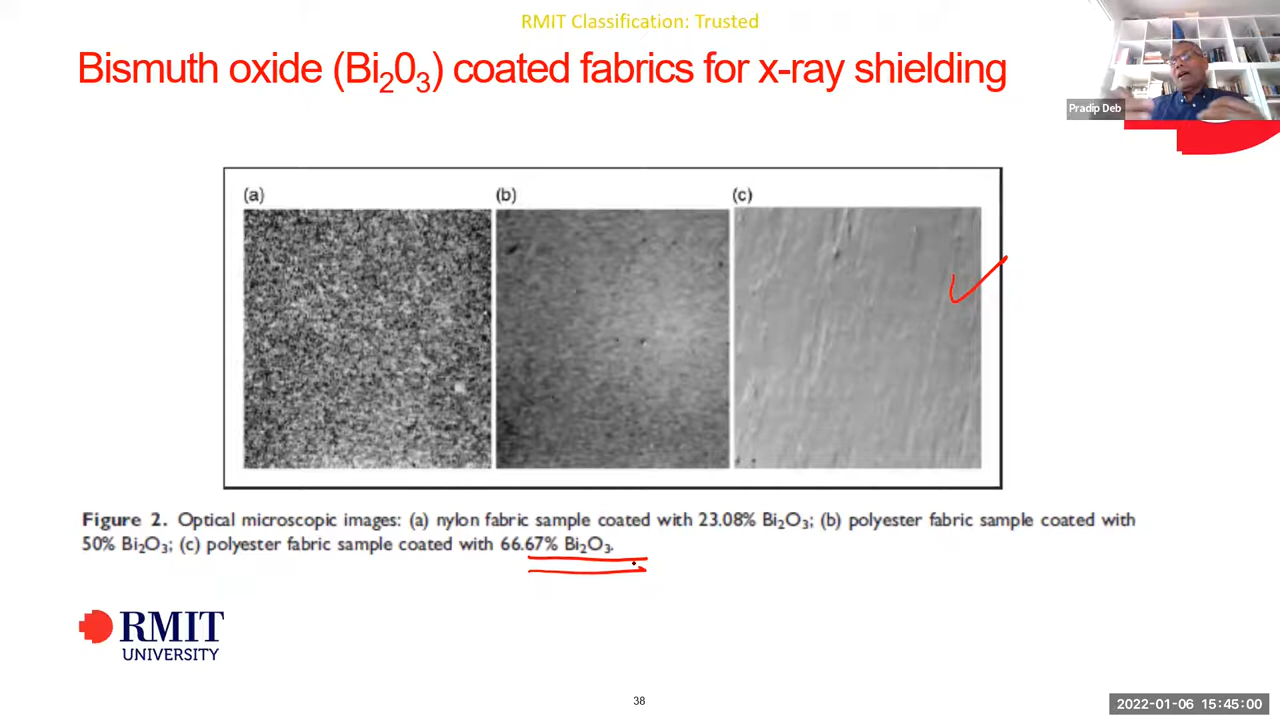 RMIT Classification: Trusted
Bismuth oxide (Bi₂0₃) coated fabrics for x-ray shielding
Pradip Deb
(a) (b) (c)
Figure 2. Optical microscopic images: (a) nylon fabric sample coated with 23.08% Bi₂O₃; (b) polyester fabric sample coated with
50% Bi₂O₃; (c) polyester fabric sample coated with 66.67% Bi₂O₃.
RMIT
UNIVERSITY
38
2022-01-06 15:45:00